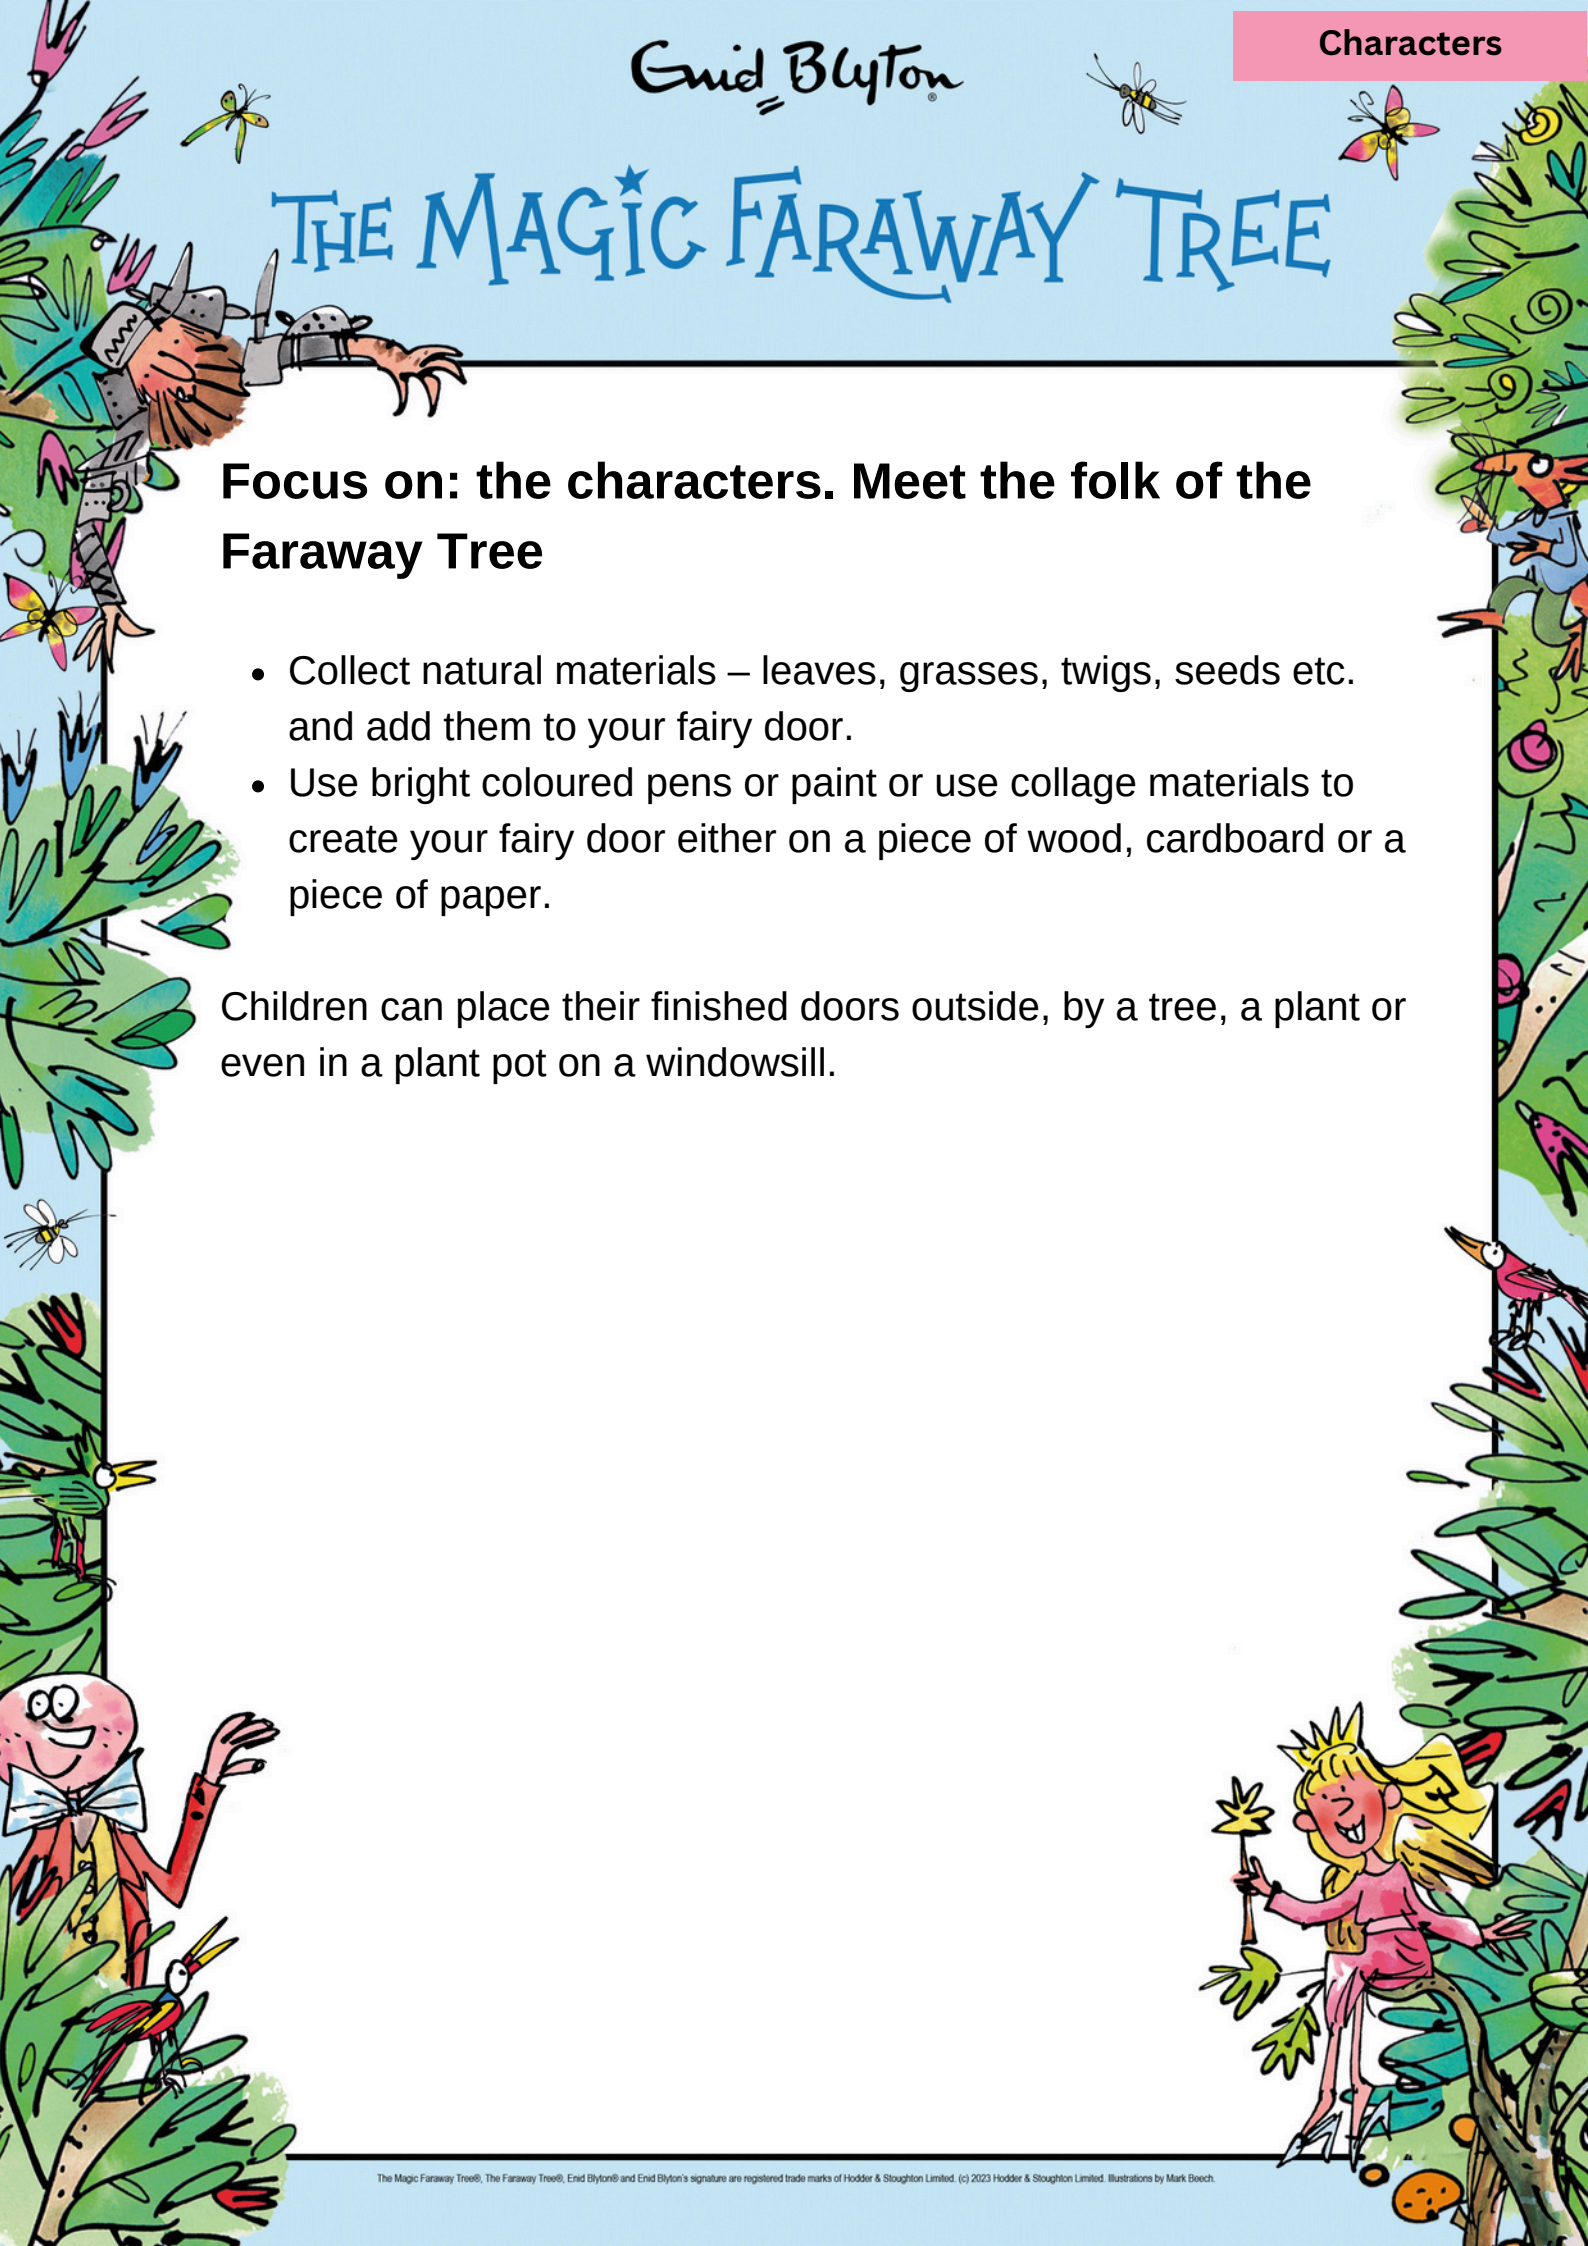 Characters
Enid Blyton®
THE MAGIC FARAWAY TREE
Focus on: the characters. Meet the folk of the
Faraway Tree
• Collect natural materials – leaves, grasses, twigs, seeds etc.
and add them to your fairy door.
• Use bright coloured pens or paint or use collage materials to
create your fairy door either on a piece of wood, cardboard or a
piece of paper.
Children can place their finished doors outside, by a tree, a plant or
even in a plant pot on a windowsill.
The Magic Faraway Tree®, The Faraway Tree®, Enid Blyton® and Enid Blyton's signature are registered trade marks of Hodder & Stoughton Limited. (c) 2023 Hodder & Stoughton Limited. Illustrations by Mark Beech.